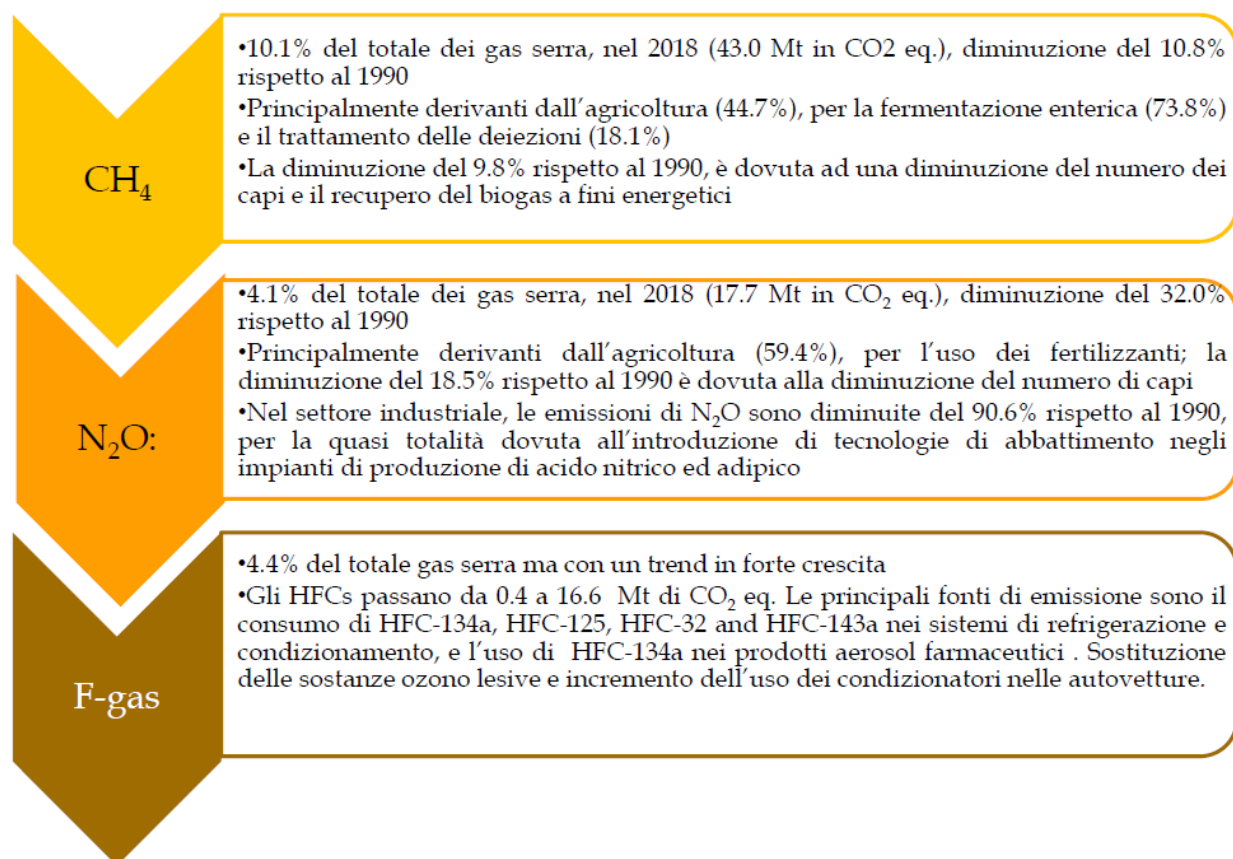 CH₄
•10.1% del totale dei gas serra, nel 2018 (43.0 Mt in CO2 eq.), diminuzione del 10.8%
rispetto al 1990
•Principalmente derivanti dall'agricoltura (44.7%), per la fermentazione enterica (73.8%)
e il trattamento delle deiezioni (18.1%)
•La diminuzione del 9.8% rispetto al 1990, è dovuta ad una diminuzione del numero dei
capi e il recupero del biogas a fini energetici
N₂O:
•4.1% del totale dei gas serra, nel 2018 (17.7 Mt in CO₂ eq.), diminuzione del 32.0%
rispetto al 1990
•Principalmente derivanti dall'agricoltura (59.4%), per l'uso dei fertilizzanti; la
diminuzione del 18.5% rispetto al 1990 è dovuta alla diminuzione del numero di capi
•Nel settore industriale, le emissioni di N₂O sono diminuite del 90.6% rispetto al 1990,
per la quasi totalità dovuta all'introduzione di tecnologie di abbattimento negli
impianti di produzione di acido nitrico ed adipico
F-gas
•4.4% del totale gas serra ma con un trend in forte crescita
•Gli HFCs passano da 0.4 a 16.6 Mt di CO₂ eq. Le principali fonti di emissione sono il
consumo di HFC-134a, HFC-125, HFC-32 and HFC-143a nei sistemi di refrigerazione e
condizionamento, e l'uso di HFC-134a nei prodotti aerosol farmaceutici . Sostituzione
delle sostanze ozono lesive e incremento dell'uso dei condizionatori nelle autovetture.